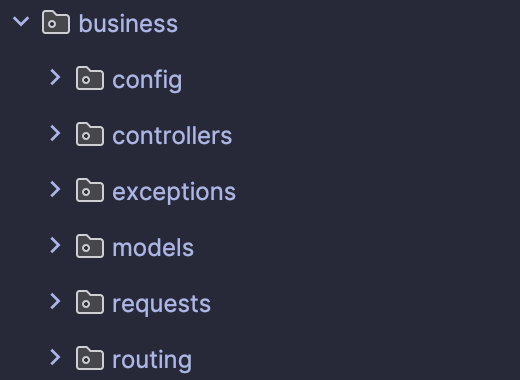 business
config
controllers
exceptions
models
requests
routing